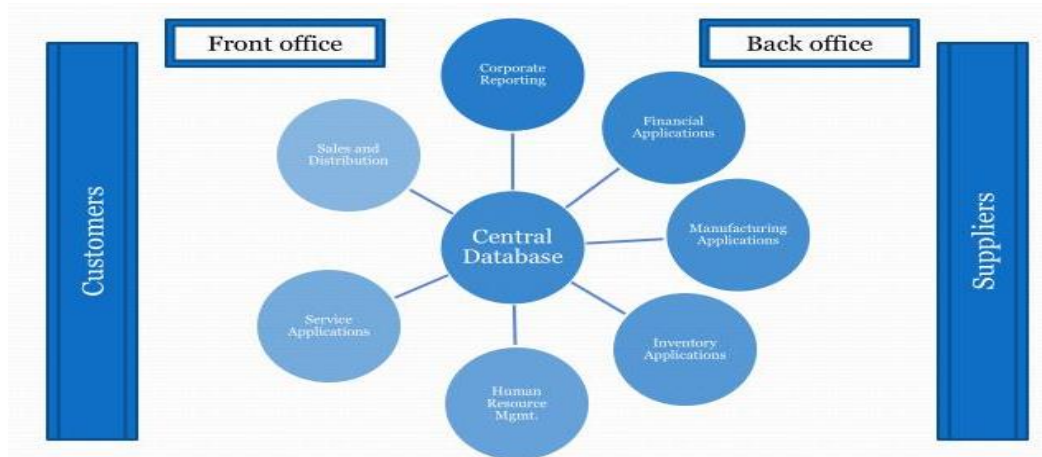 Front office
Back office
Customers
Corporate
Reporting
Financial
Applications
Sales and
Distribution
Central
Database
Manufacturing
Applications
Service
Applications
Inventory
Applications
Human
Resource
Mgmt.
Suppliers